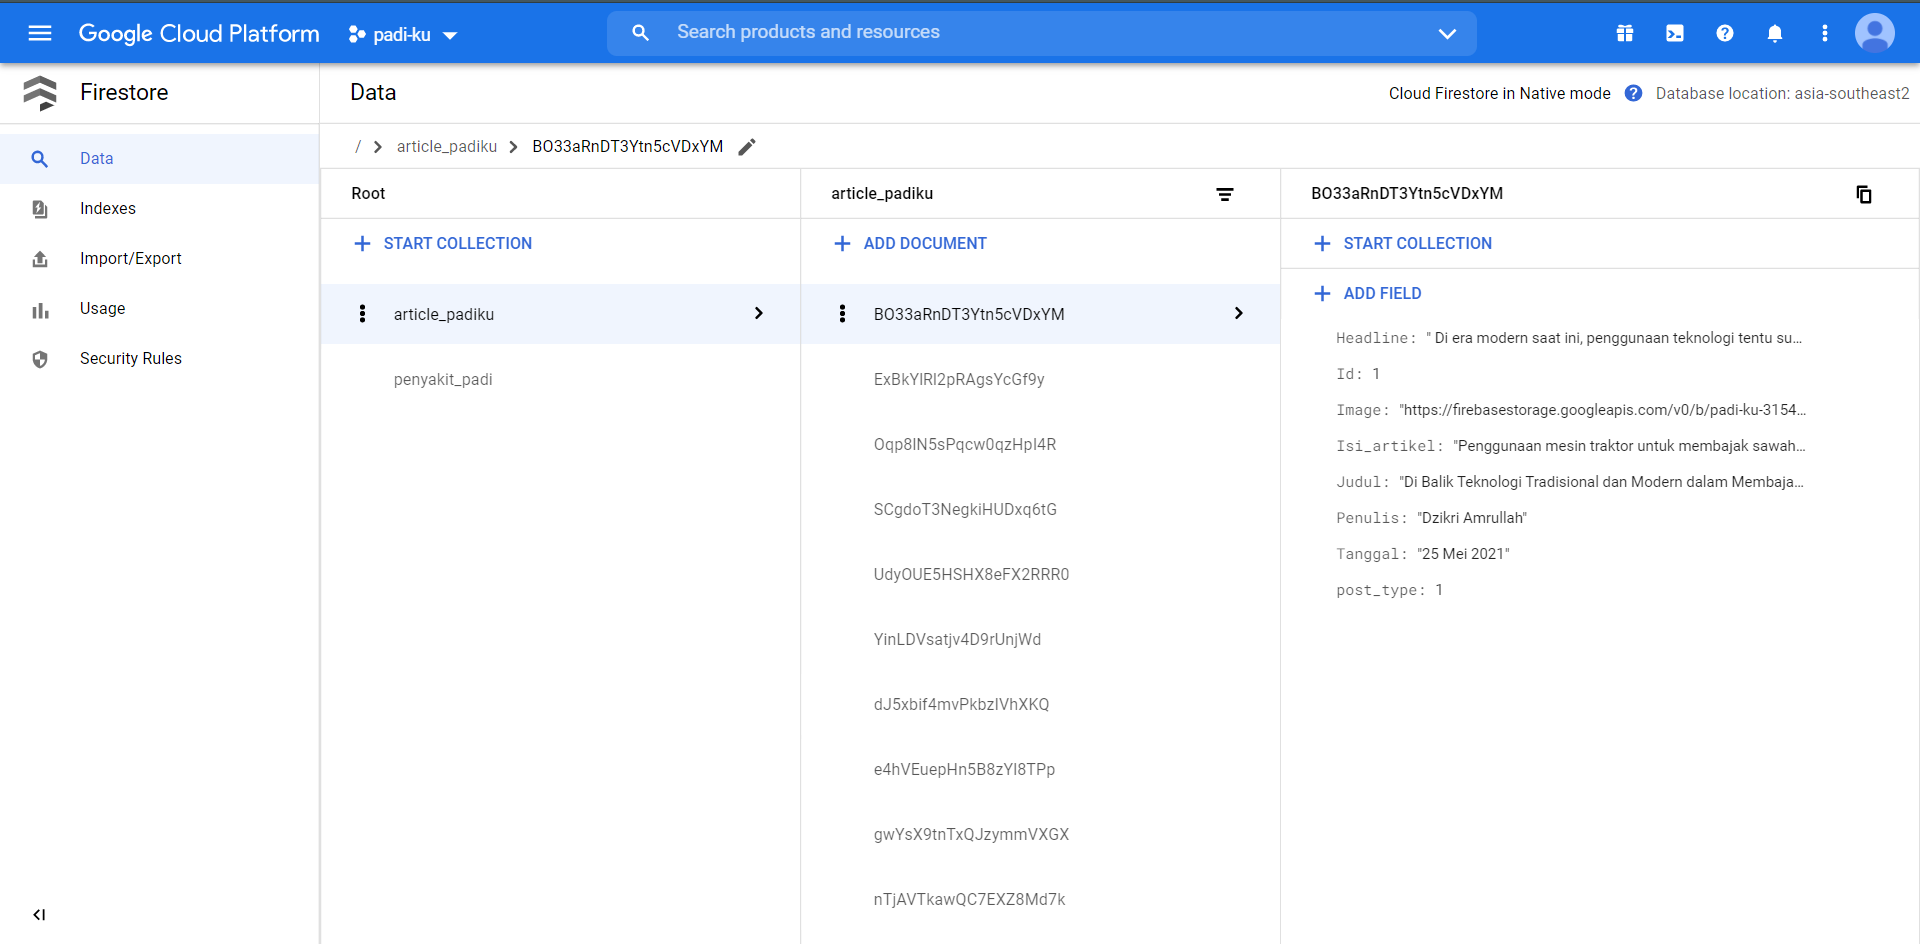 Google Cloud Platform
padi-ku
Search products and resources
Firestore
Data
Cloud Firestore in Native mode
Database location: asia-southeast2
Data
Indexes
Import/Export
Usage
Security Rules
/ article_padiku BO33aRnDT3Ytn5cVDxYM
Root
START COLLECTION
article_padiku
penyakit_padi
article_padiku
ADD DOCUMENT
BO33aRnDT3Ytn5cVDxYM
ExBkYIRl2pRAgsYcGf9y
Oqp8IN5sPqcw0qzHpI4R
SCgdoT3NegkiHUDxq6tG
UdyOUE5HSHX8eFX2RRR0
YinLDVsatjv4D9rUnjWd
dJ5xbif4mvPkbzIVhXKQ
e4hVEuepHn5B8zYI8TPp
gwYsX9tnTxQJzymmVXGX
nTjAVTkawQC7EXZ8Md7k
BO33aRnDT3Ytn5cVDxYM
START COLLECTION
ADD FIELD
Headline: " Di era modern saat ini, penggunaan teknologi tentu su...
Id: 1
Image: "https://firebasestorage.googleapis.com/v0/b/padi-ku-3154...
Isi_artikel: "Penggunaan mesin traktor untuk membajak sawah...
Judul: "Di Balik Teknologi Tradisional dan Modern dalam Membaja...
Penulis: "Dzikri Amrullah"
Tanggal: "25 Mei 2021"
post_type: 1